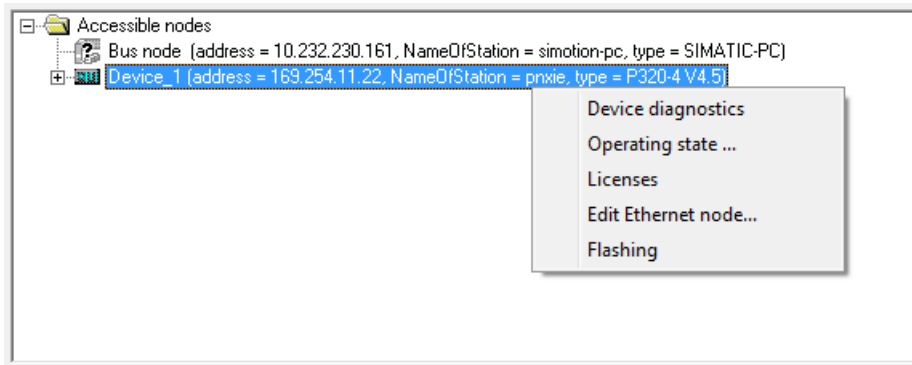 Accessible nodes
Bus node (address = 10.232.230.161, NameOfStation = simotion-pc, type = SIMATIC-PC)
Device_1 (address = 169.254.11.22, NameOfStation = pnxie, type = P320-4 V4.5)
Device diagnostics
Operating state ...
Licenses
Edit Ethernet node...
Flashing